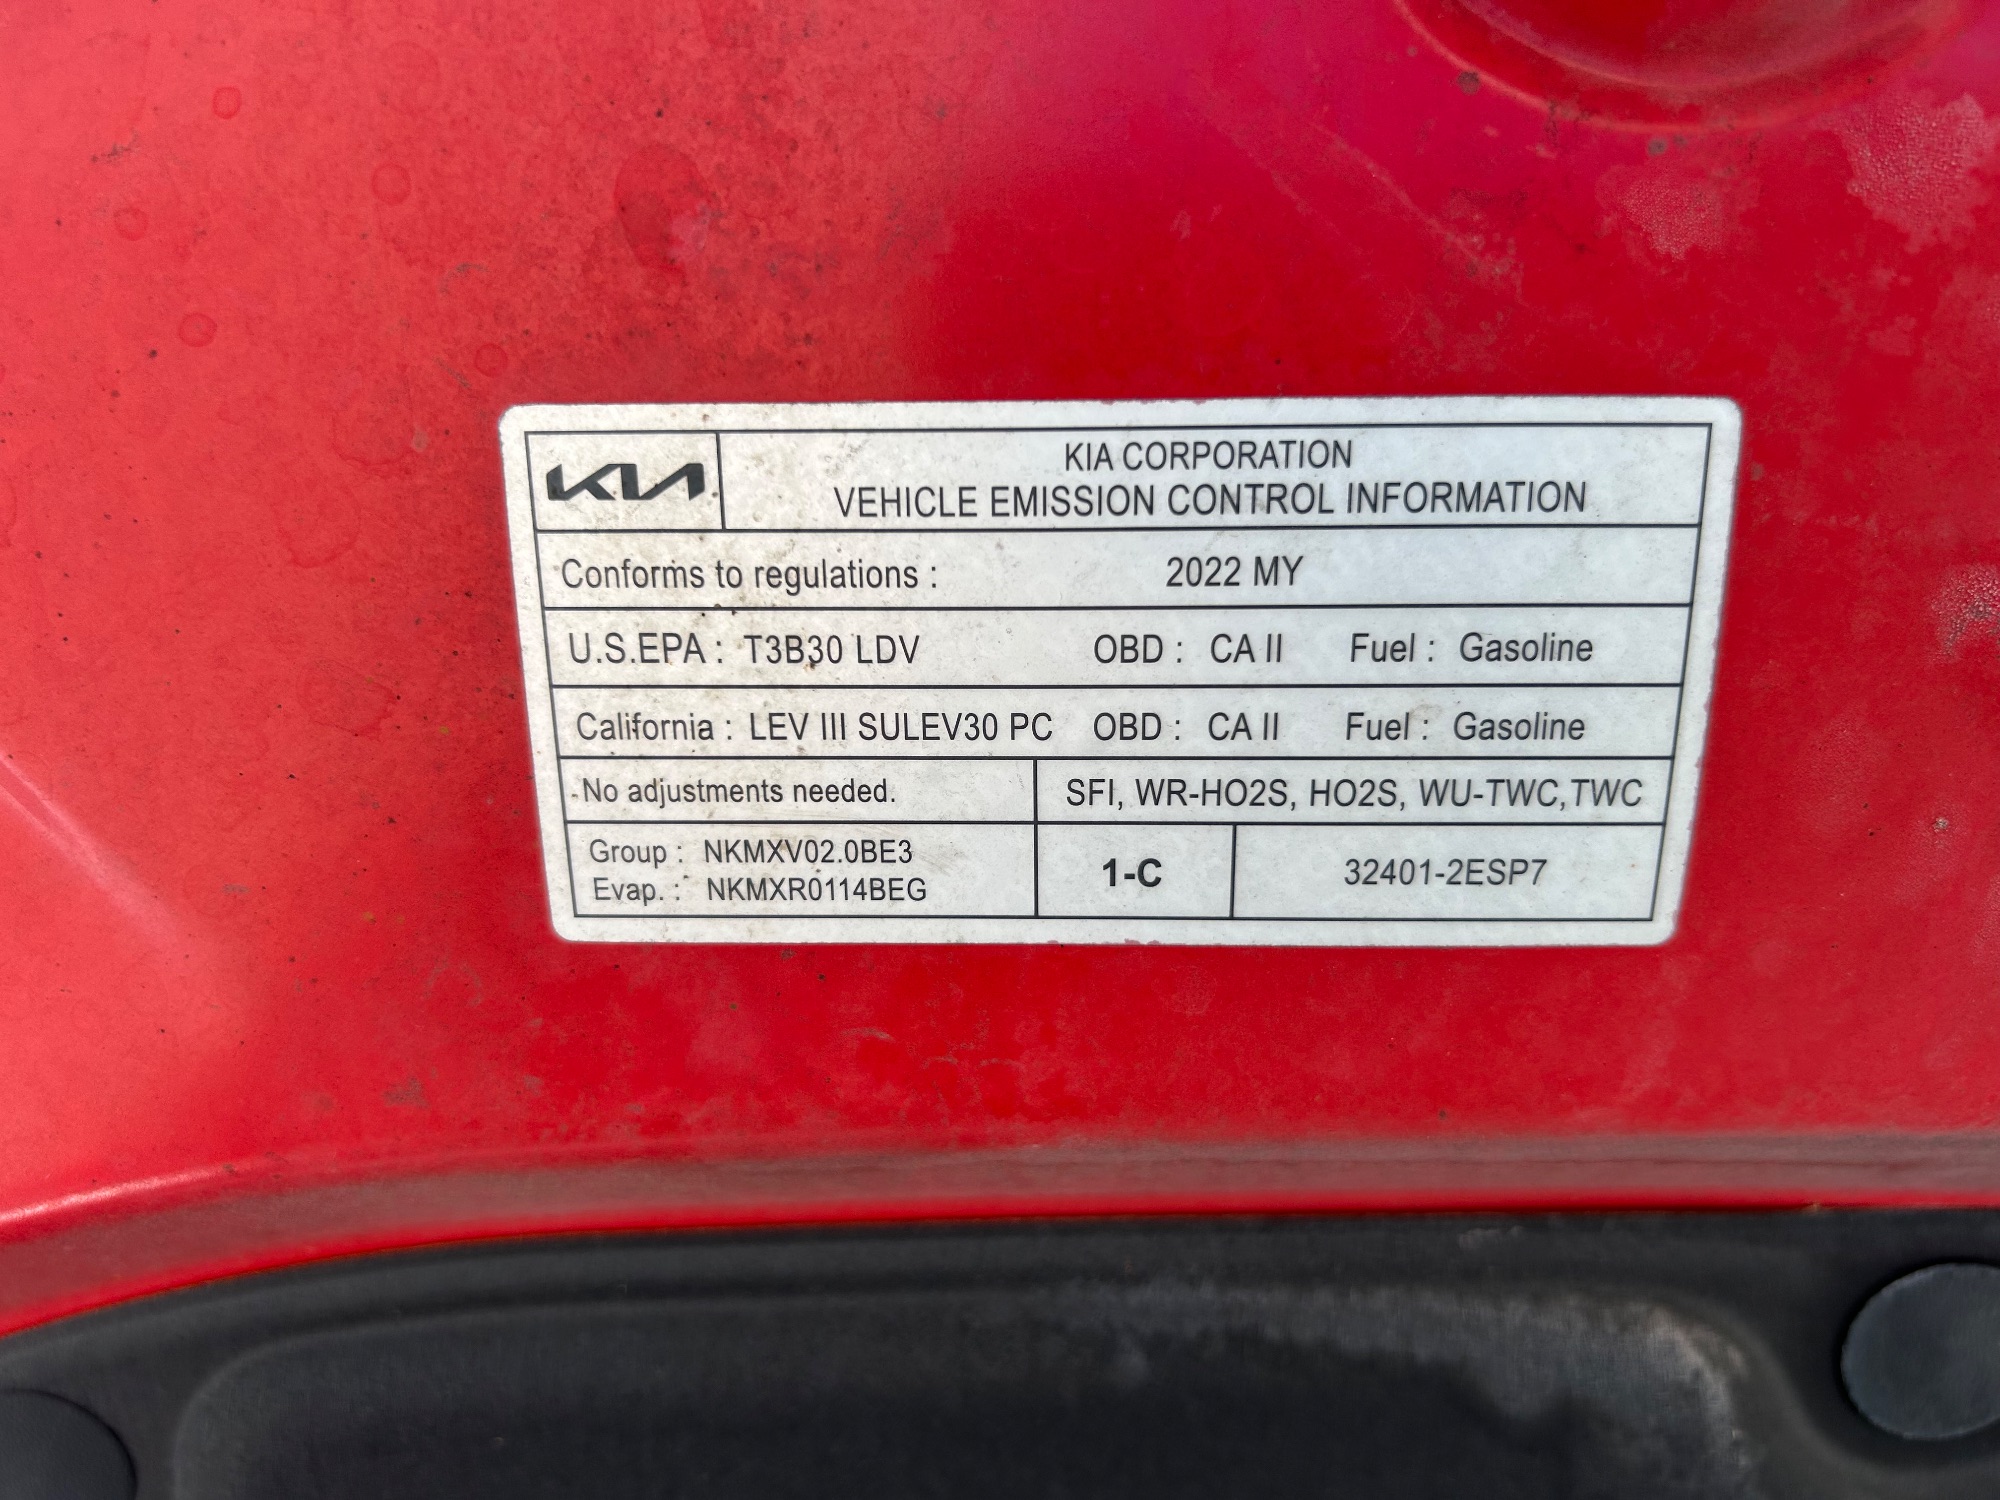 KIA
KIA CORPORATION
VEHICLE EMISSION CONTROL INFORMATION
Conforms to regulations : 2022 MY
U.S.EPA : T3B30 LDV OBD : CA II Fuel : Gasoline
California : LEV III SULEV30 PC OBD : CA II Fuel : Gasoline
No adjustments needed. SFI, WR-HO2S, HO2S, WU-TWC,TWC
Group : NKMXV02.0BE3
Evap. : NKMXR0114BEG
1-C
32401-2ESP7